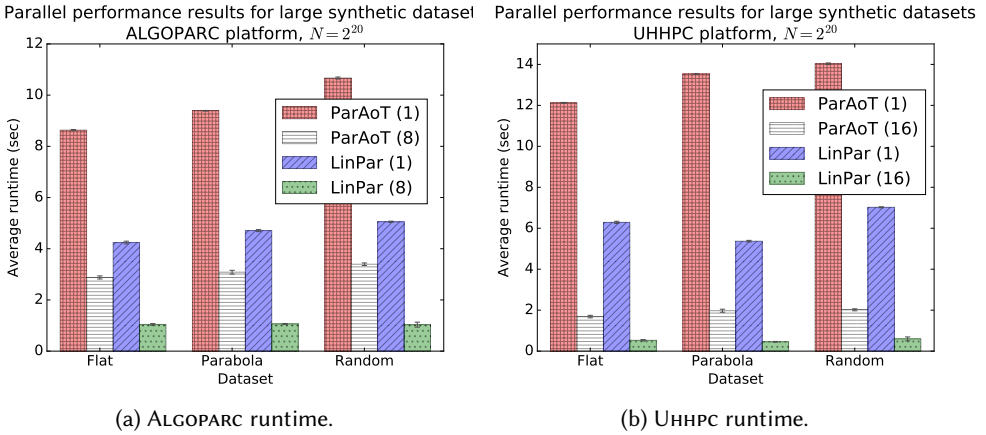 Parallel performance results for large synthetic dataset
ALGOPARC platform, N = 2^20
12
10
8
6
4
2
0
Average runtime (sec)
ParAoT (1)
ParAoT (8)
LinPar (1)
LinPar (8)
Flat
Parabola
Random
Dataset
(a) ALGOPARC runtime.
Parallel performance results for large synthetic datasets
UHHPC platform, N = 2^20
14
12
10
8
6
4
2
0
Average runtime (sec)
ParAoT (1)
ParAoT (16)
LinPar (1)
LinPar (16)
Flat
Parabola
Random
Dataset
(b) UHHPC runtime.